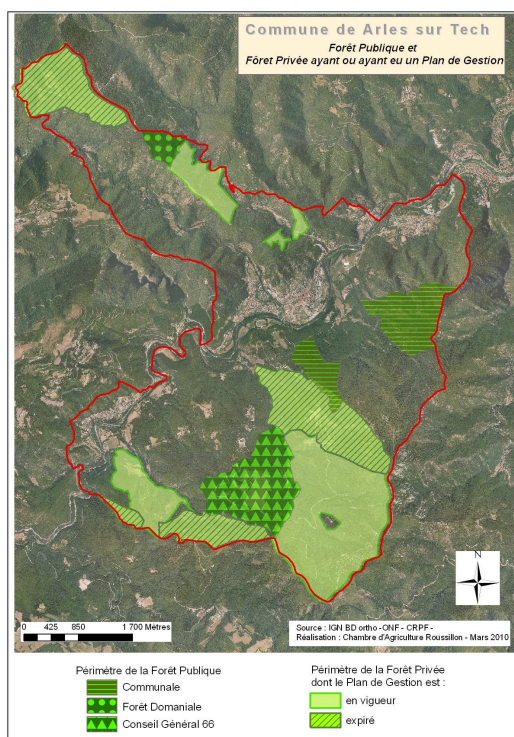 Commune de Arles sur Tech
Forêt Publique et
Fôret Privée ayant ou ayant eu un Plan de Gestion
N
0 425 850 1 700 Mètres
Source : IGN BD ortho -ONF - CRPF -
Réalisation : Chambre d'Agriculture Roussillon - Mars 2010
Périmètre de la Forêt Publique
Communale
Forêt Domaniale
Conseil Général 66
Périmètre de la Forêt Privée
dont le Plan de Gestion est :
en vigueur
expiré